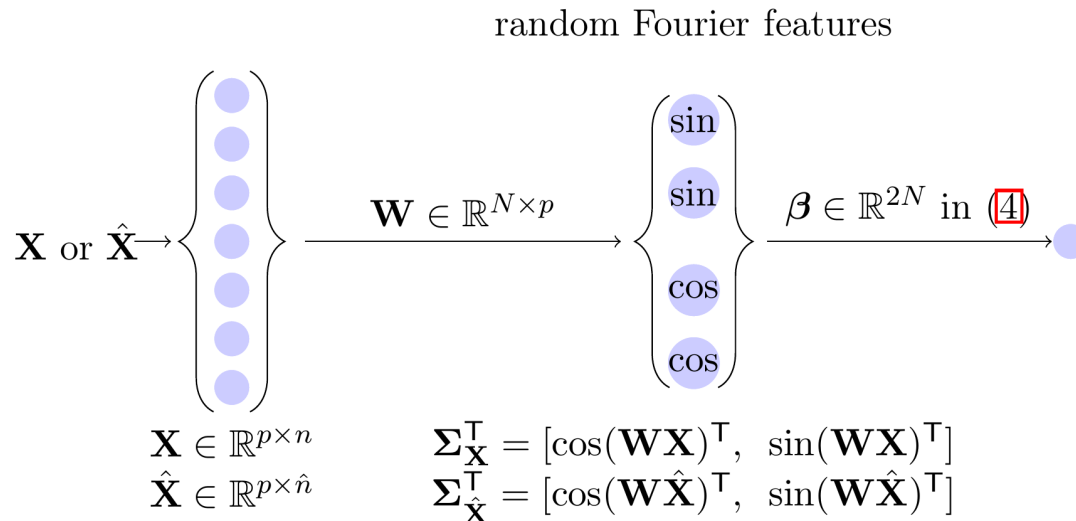 random Fourier features
sin
sin
cos
cos
X or X̂
W ∈ ℝ^{N×p}
β ∈ ℝ^{2N} in (4)
X ∈ ℝ^{p×n}
X̂ ∈ ℝ^{p×n̂}
Σ_X^T = [cos(WX)^T, sin(WX)^T]
Σ_X̂^T = [cos(WX̂)^T, sin(WX̂)^T]